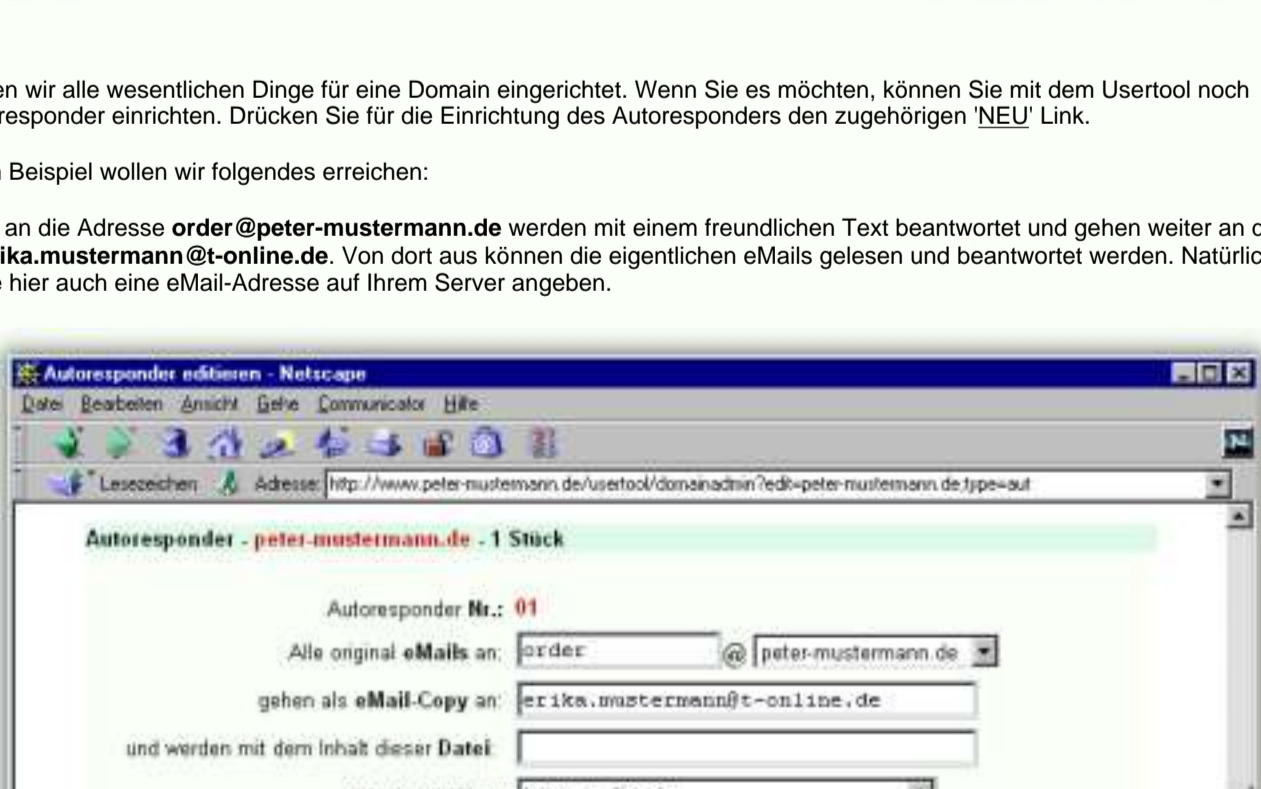 en wir alle wesentlichen Dinge für eine Domain eingerichtet. Wenn Sie es möchten, können Sie mit dem Usertool noch
responder einrichten. Drücken Sie für die Einrichtung des Autoresponders den zugehörigen 'NEU' Link.
Beispiel wollen wir folgendes erreichen:
an die Adresse order@peter-mustermann.de werden mit einem freundlichen Text beantwortet und gehen weiter an d
ika.mustermann@t-online.de. Von dort aus können die eigentlichen eMails gelesen und beantwortet werden. Natürlic
e hier auch eine eMail-Adresse auf Ihrem Server angeben.
Autoresponder editieren - Netscape
Datei Bearbeiten Ansicht Gehe Communicator Hilfe
Lesezeichen Adresse: http://www.peter-mustermann.de/usertool/domainadmin?edit=peter-mustermann.de,type=aut
Autoresponder - peter-mustermann.de - 1 Stück
Autoresponder Nr.: 01
Alle original eMails an: order @ peter-mustermann.de
gehen als eMail-Copy an: erika.mustermann@t-online.de
und werden mit dem Inhalt dieser Datei: